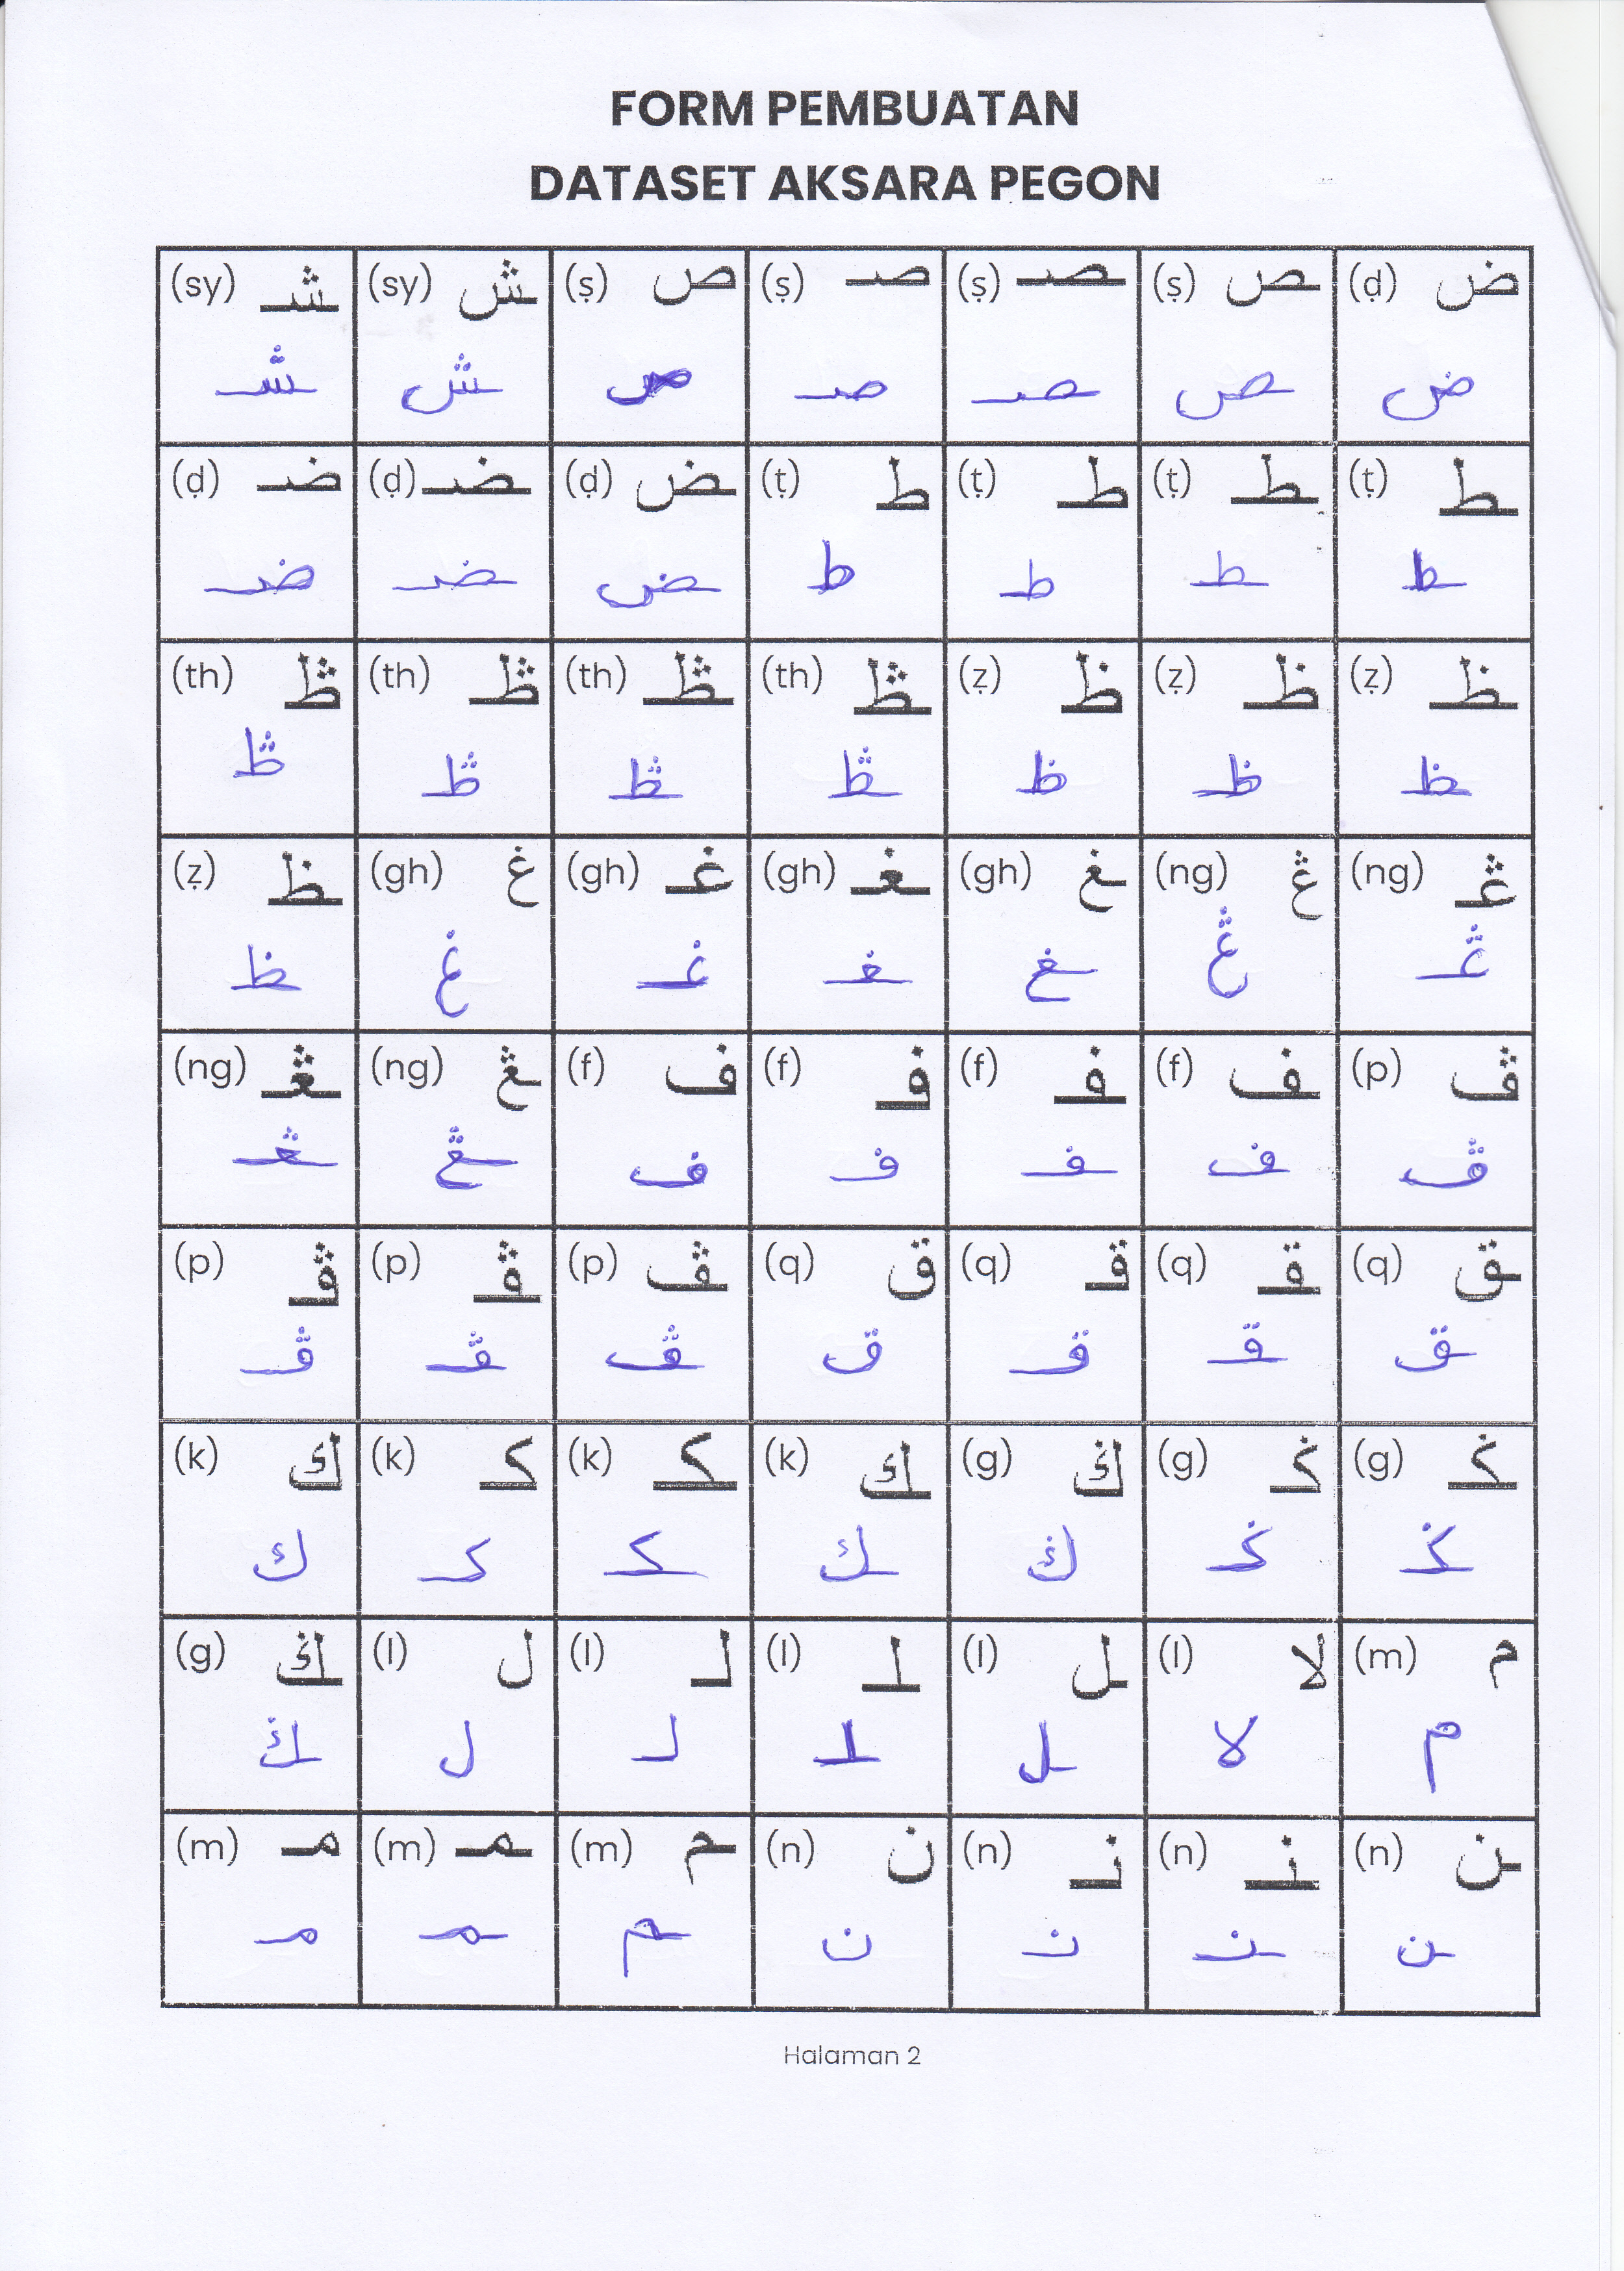 FORM PEMBUATAN
DATASET AKSARA PEGON
(sy) ـشـ (sy) ـش (ṣ) ص (ṣ) صـ (ṣ) ـصـ (ṣ) ـص (ḍ) ض
ـشـ ـش ص صـ ـصـ ـص ض
(ḍ) ضـ (ḍ) ـضـ (ḍ) ـض (ṭ) ط (ṭ) طـ (ṭ) ـطـ (ṭ) ـط
ضـ ـضـ ـض ط طـ ـطـ ـط
(th) ڟ (th) ڟـ (th) ـڟـ (th) ـڟ (ẓ) ظ (ẓ) ظـ (ẓ) ـظـ
ڟ ڟـ ـڟـ ـڟ ظ ظـ ـظـ
(ẓ) ـظ (gh) غ (gh) غـ (gh) ـغـ (gh) ـغ (ng) ڠ (ng) ڠـ
ـظ غ غـ ـغـ ـغ ڠ ڠـ
(ng) ـڠـ (ng) ـڠ (f) ف (f) فـ (f) ـفـ (f) ـف (p) ڤ
ـڠـ ـڠ ف فـ ـفـ ـف ڤ
(p) ڤـ (p) ـڤـ (p) ـڤ (q) ق (q) قـ (q) ـقـ (q) ـق
ڤـ ـڤـ ـڤ ق قـ ـقـ ـق
(k) ك (k) كـ (k) ـكـ (k) ـك (g) ڬ (g) ڬـ (g) ـڬـ
ك كـ ـكـ ـك ڬ ڬـ ـڬـ
(g) ـڬ (l) ل (l) لـ (l) ـلـ (l) ـل (l) لا (m) م
ـڬ ل لـ ـلـ ـل لا م
(m) مـ (m) ـمـ (m) ـم (n) ن (n) نـ (n) ـنـ (n) ـن
مـ ـمـ ـم ن نـ ـنـ ـن
Halaman 2